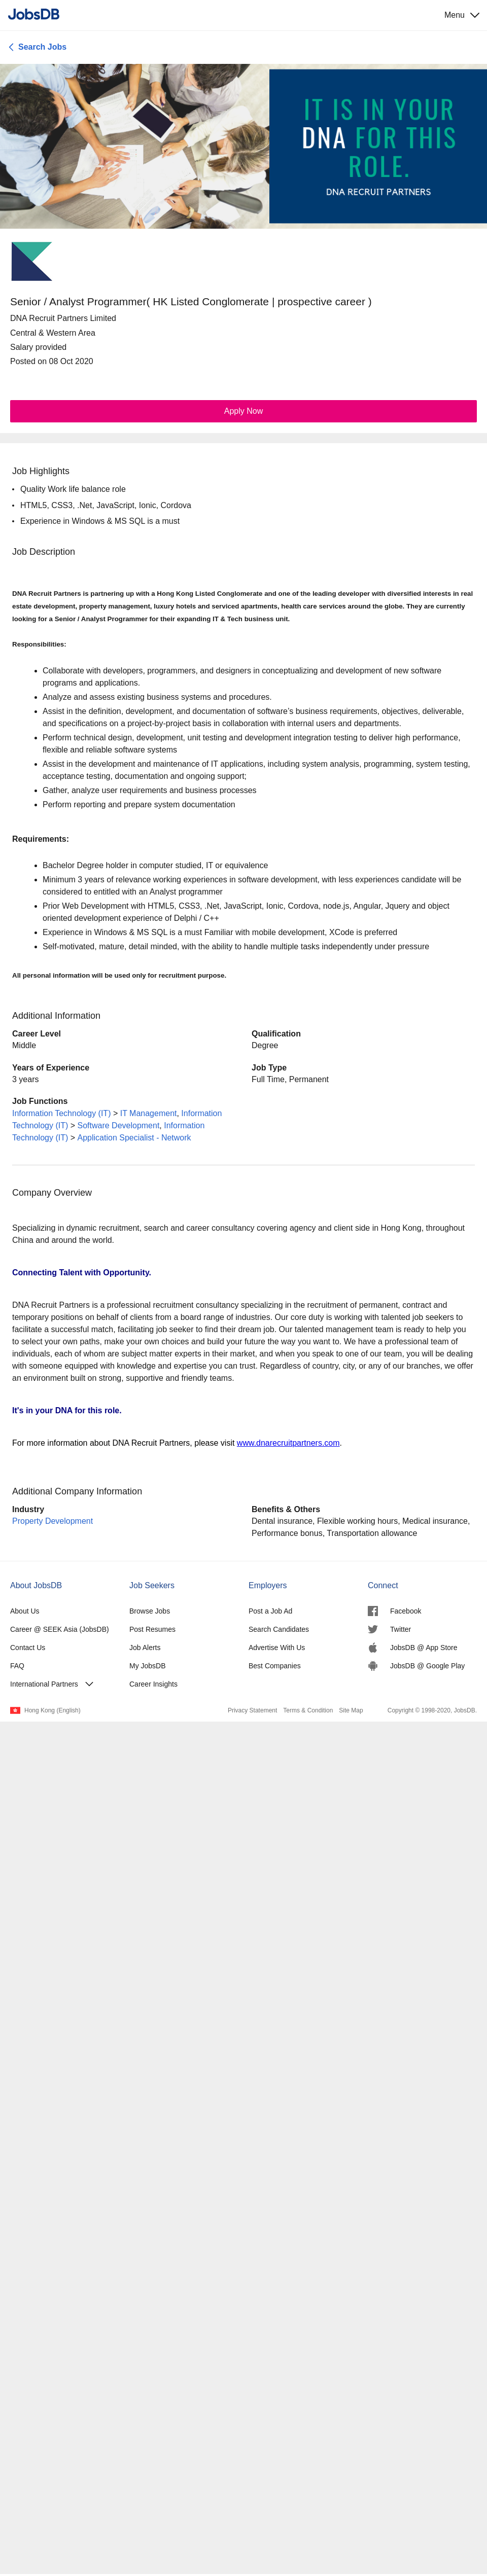 JobsDB
Menu
Search Jobs
IT IS IN YOUR
DNA FOR THIS
ROLE.
DNA RECRUIT PARTNERS
Senior / Analyst Programmer( HK Listed Conglomerate | prospective career )
DNA Recruit Partners Limited
Central & Western Area
Salary provided
Posted on 08 Oct 2020
Apply Now
Job Highlights
• Quality Work life balance role
• HTML5, CSS3, .Net, JavaScript, Ionic, Cordova
• Experience in Windows & MS SQL is a must
Job Description
DNA Recruit Partners is partnering up with a Hong Kong Listed Conglomerate and one of the leading developer with diversified interests in real
estate development, property management, luxury hotels and serviced apartments, health care services around the globe. They are currently
looking for a Senior / Analyst Programmer for their expanding IT & Tech business unit.
Responsibilities:
• Collaborate with developers, programmers, and designers in conceptualizing and development of new software
programs and applications.
• Analyze and assess existing business systems and procedures.
• Assist in the definition, development, and documentation of software's business requirements, objectives, deliverable,
and specifications on a project-by-project basis in collaboration with internal users and departments.
• Perform technical design, development, unit testing and development integration testing to deliver high performance,
flexible and reliable software systems
• Assist in the development and maintenance of IT applications, including system analysis, programming, system testing,
acceptance testing, documentation and ongoing support;
• Gather, analyze user requirements and business processes
• Perform reporting and prepare system documentation
Requirements:
• Bachelor Degree holder in computer studied, IT or equivalence
• Minimum 3 years of relevance working experiences in software development, with less experiences candidate will be
considered to entitled with an Analyst programmer
• Prior Web Development with HTML5, CSS3, .Net, JavaScript, Ionic, Cordova, node.js, Angular, Jquery and object
oriented development experience of Delphi / C++
• Experience in Windows & MS SQL is a must Familiar with mobile development, XCode is preferred
• Self-motivated, mature, detail minded, with the ability to handle multiple tasks independently under pressure
All personal information will be used only for recruitment purpose.
Additional Information
Career Level
Middle
Qualification
Degree
Years of Experience
3 years
Job Type
Full Time, Permanent
Job Functions
Information Technology (IT) > IT Management, Information
Technology (IT) > Software Development, Information
Technology (IT) > Application Specialist - Network
Company Overview
Specializing in dynamic recruitment, search and career consultancy covering agency and client side in Hong Kong, throughout
China and around the world.
Connecting Talent with Opportunity.
DNA Recruit Partners is a professional recruitment consultancy specializing in the recruitment of permanent, contract and
temporary positions on behalf of clients from a board range of industries. Our core duty is working with talented job seekers to
facilitate a successful match, facilitating job seeker to find their dream job. Our talented management team is ready to help you
to select your own paths, make your own choices and build your future the way you want to. We have a professional team of
individuals, each of whom are subject matter experts in their market, and when you speak to one of our team, you will be dealing
with someone equipped with knowledge and expertise you can trust. Regardless of country, city, or any of our branches, we offer
an environment built on strong, supportive and friendly teams.
It's in your DNA for this role.
For more information about DNA Recruit Partners, please visit www.dnarecruitpartners.com.
Additional Company Information
Industry
Property Development
Benefits & Others
Dental insurance, Flexible working hours, Medical insurance,
Performance bonus, Transportation allowance
About JobsDB
About Us
Career @ SEEK Asia (JobsDB)
Contact Us
FAQ
International Partners
Job Seekers
Browse Jobs
Post Resumes
Job Alerts
My JobsDB
Career Insights
Employers
Post a Job Ad
Search Candidates
Advertise With Us
Best Companies
Connect
Facebook
Twitter
JobsDB @ App Store
JobsDB @ Google Play
Hong Kong (English)
Privacy Statement Terms & Condition Site Map
Copyright © 1998-2020, JobsDB.